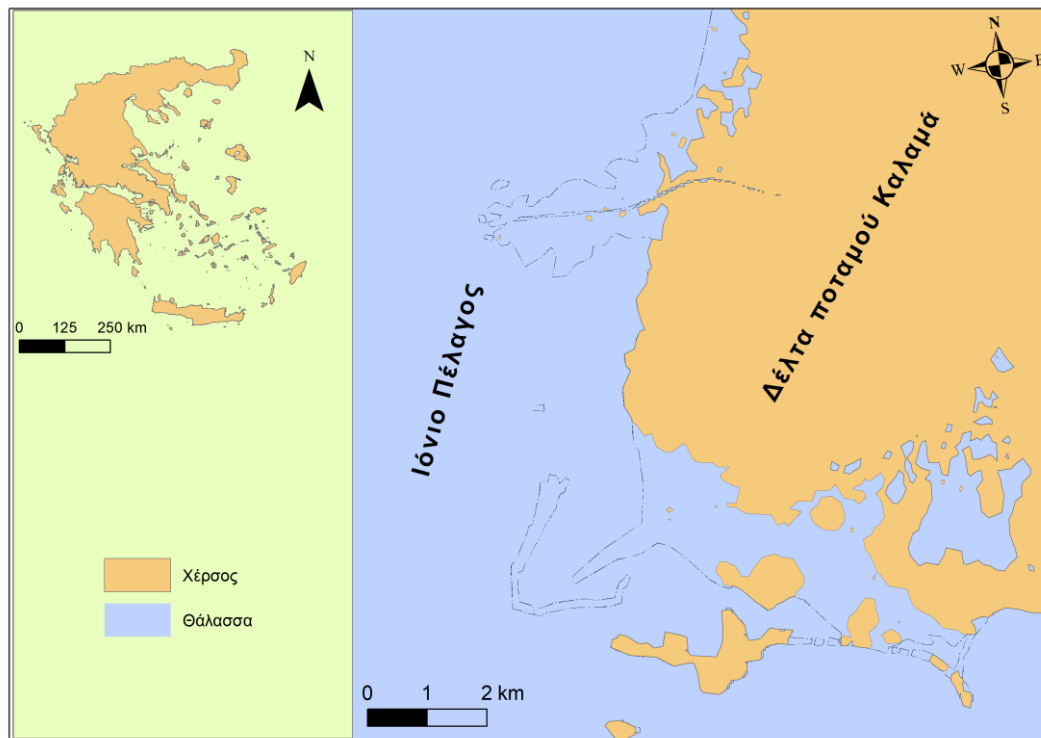 N
0 125 250 km
Χέρσος
Θάλασσα
N
W E
S
Δέλτα ποταμού Καλαμά
Ιόνιο Πέλαγος
0 1 2 km